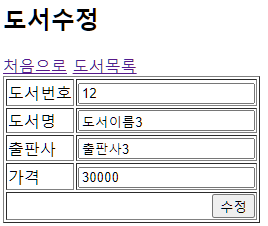 도서수정
처음으로 도서목록
도서번호 12
도서명 도서이름3
출판사 출판사3
가격 30000
수정